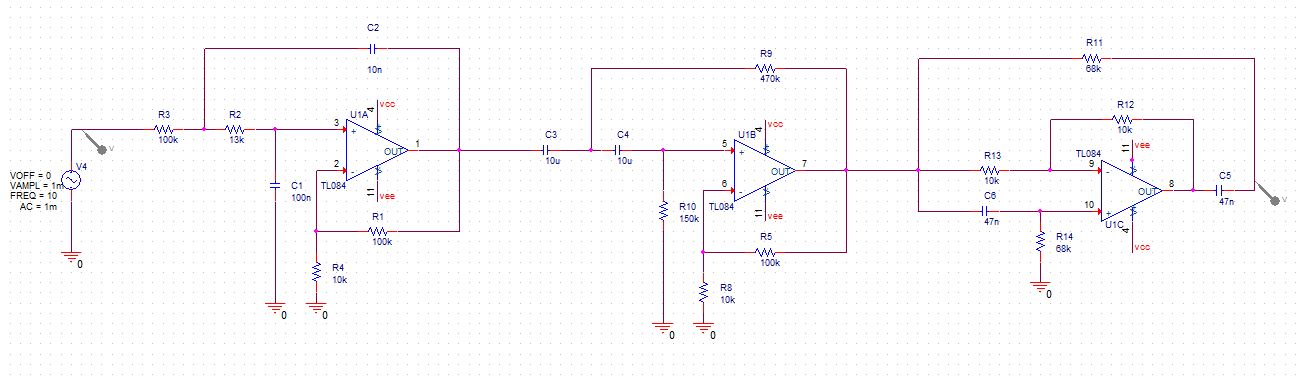 C2
10n
R3
100k
R2
13k
V
V4
VOFF = 0
VAMPL = 1m
FREQ = 10
AC = 1m
0
C1
100n
0
U1A
3
+
2
-
4
vcc
OUT
1
11
vee
TL084
R1
100k
R4
10k
0
C3
10u
C4
10u
R9
470k
R10
150k
0
U1B
5
+
6
-
4
vcc
OUT
7
11
vee
TL084
R5
100k
R8
10k
0
R11
68k
R12
10k
R13
10k
C6
47n
R14
68k
0
TL084
11
vee
9
-
10
+
OUT
8
U1C
4
vcc
C5
47n
V